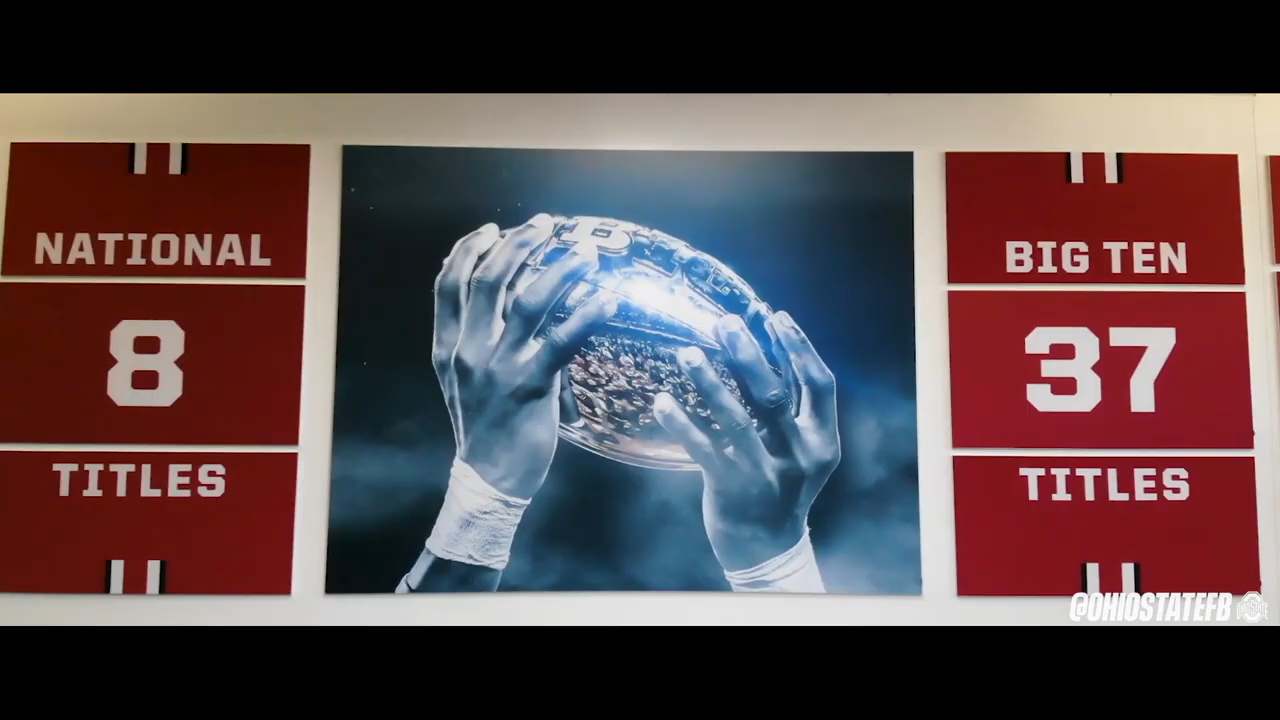 NATIONAL
8
TITLES
BIG TEN
37
TITLES
@OHIOSTATEFB